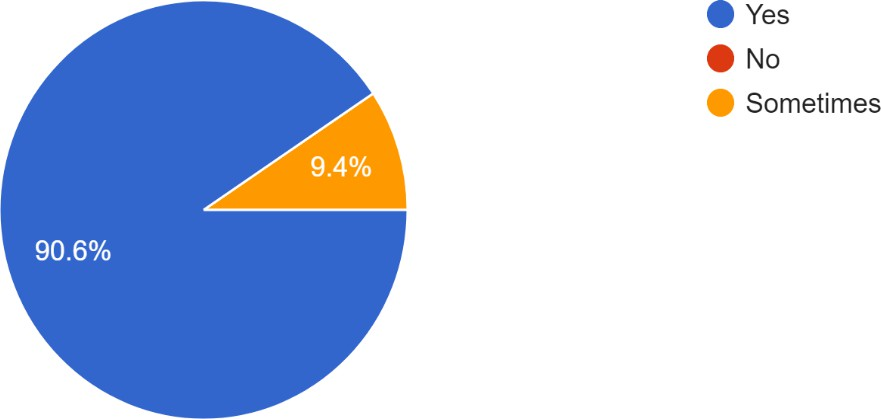 Yes
No
Sometimes
9.4%
90.6%